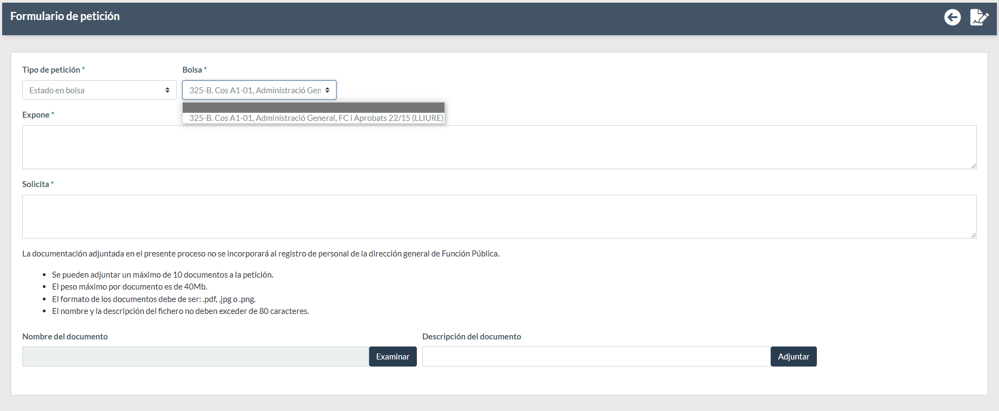 Formulario de petición
Tipo de petición *
Bolsa *
Estado en bolsa
325-B. Cos A1-01, Administració Gen
325-B. Cos A1-01, Administració General, FC i Aprobats 22/15 (LLIURE)
Expone *
Solicita *
La documentación adjuntada en el presente proceso no se incorporará al registro de personal de la dirección general de Función Pública.
• Se pueden adjuntar un máximo de 10 documentos a la petición.
• El peso máximo por documento es de 40Mb.
• El formato de los documentos debe de ser: .pdf, .jpg o .png.
• El nombre y la descripción del fichero no deben exceder de 80 caracteres.
Nombre del documento
Descripción del documento
Examinar
Adjuntar